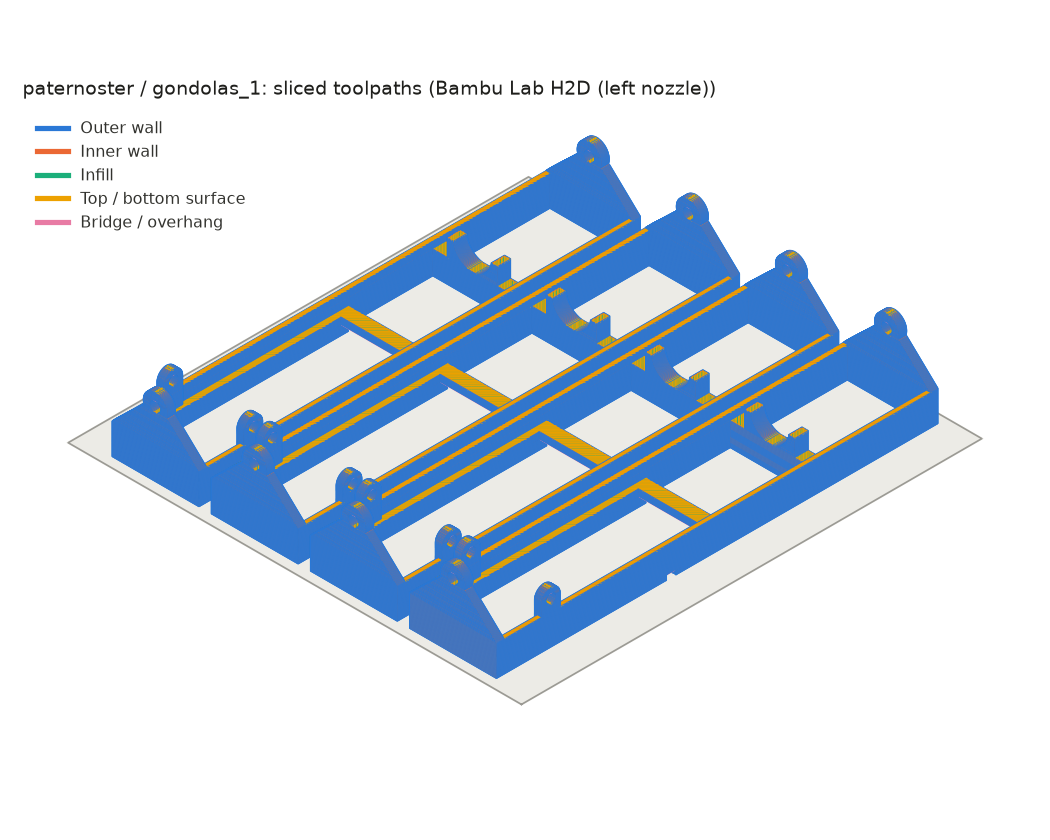 paternoster / gondolas_1: sliced toolpaths (Bambu Lab H2D (left nozzle))
Outer wall
Inner wall
Infill
Top / bottom surface
Bridge / overhang